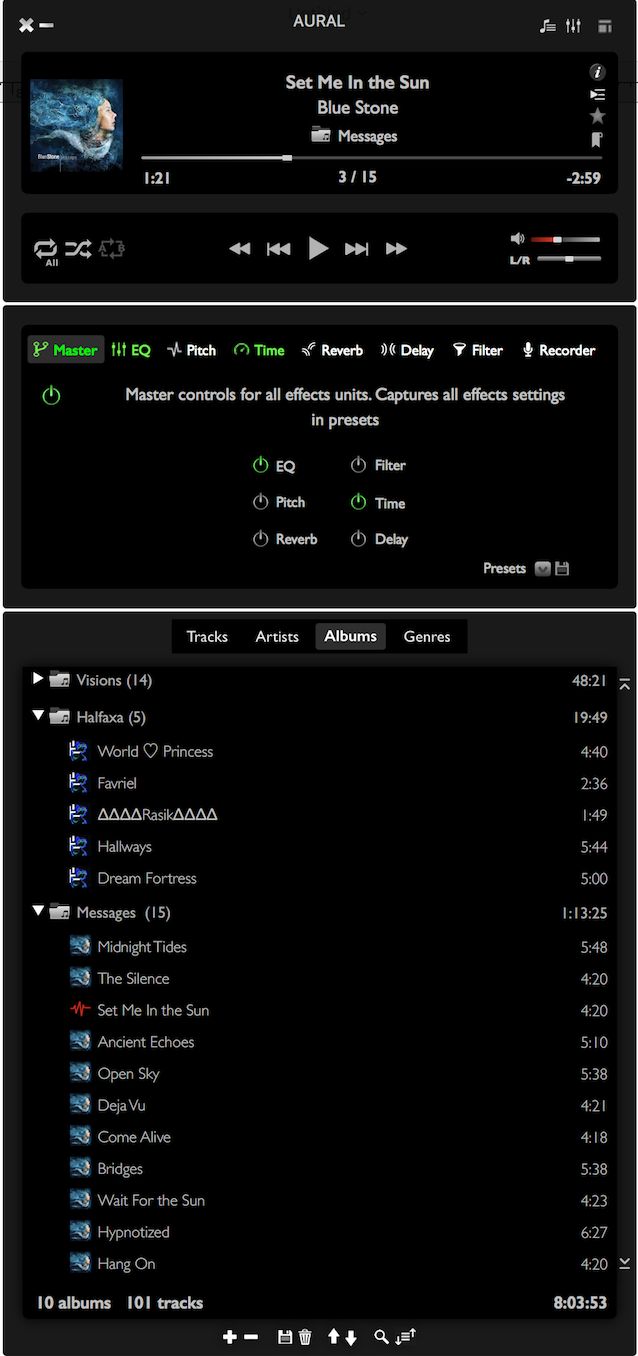 AURAL
Set Me In the Sun
Blue Stone
Messages
1:21 3 / 15 -2:59
All A B
L/R
Master EQ Pitch Time Reverb Delay Filter Recorder
Master controls for all effects units. Captures all effects settings
in presets
EQ Filter
Pitch Time
Reverb Delay
Presets
Tracks Artists Albums Genres
Visions (14) 48:21
Halfaxa (5) 19:49
World ♡ Princess 4:40
Favriel 2:36
ΔΔΔΔRasikΔΔΔΔ 1:49
Hallways 5:44
Dream Fortress 5:00
Messages (15) 1:13:25
Midnight Tides 5:48
The Silence 4:20
Set Me In the Sun 4:20
Ancient Echoes 5:10
Open Sky 5:38
Deja Vu 4:21
Come Alive 4:18
Bridges 5:38
Wait For the Sun 4:23
Hypnotized 6:27
Hang On 4:20
10 albums 101 tracks 8:03:53